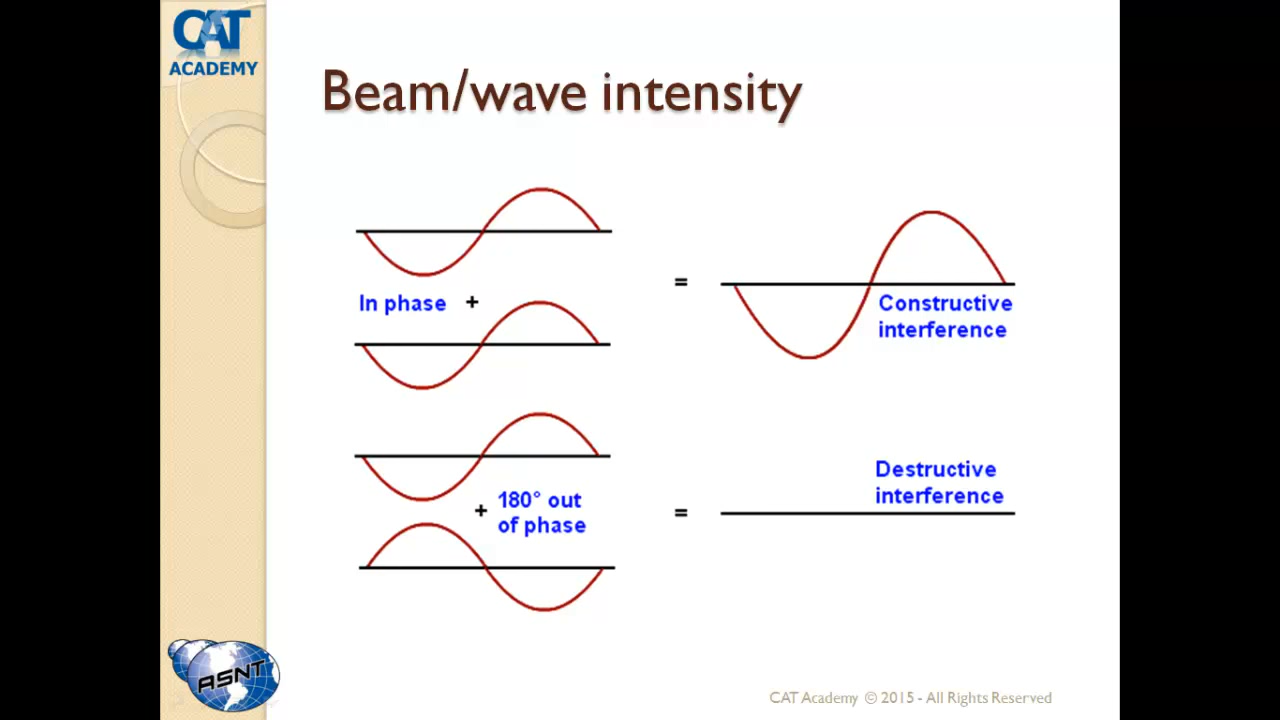 CAT
ACADEMY
Beam/wave intensity
In phase +
=
Constructive
interference
+ 180° out
of phase
=
Destructive
interference
ASNT
CAT Academy © 2015 - All Rights Reserved